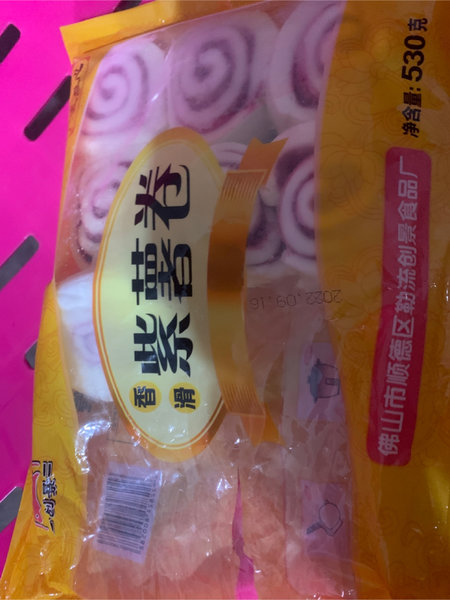 香滑
紫薯卷
2022.09.16
净含量: 530克
佛山市顺德区勒流创景食品厂